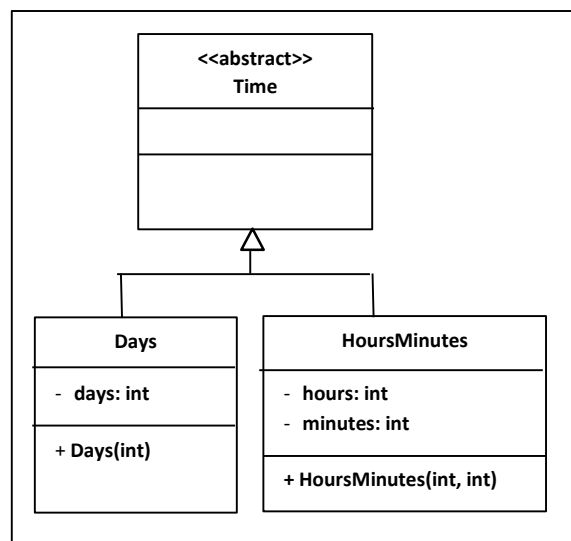 <<abstract>>
Time
Days
- days: int
+ Days(int)
HoursMinutes
- hours: int
- minutes: int
+ HoursMinutes(int, int)